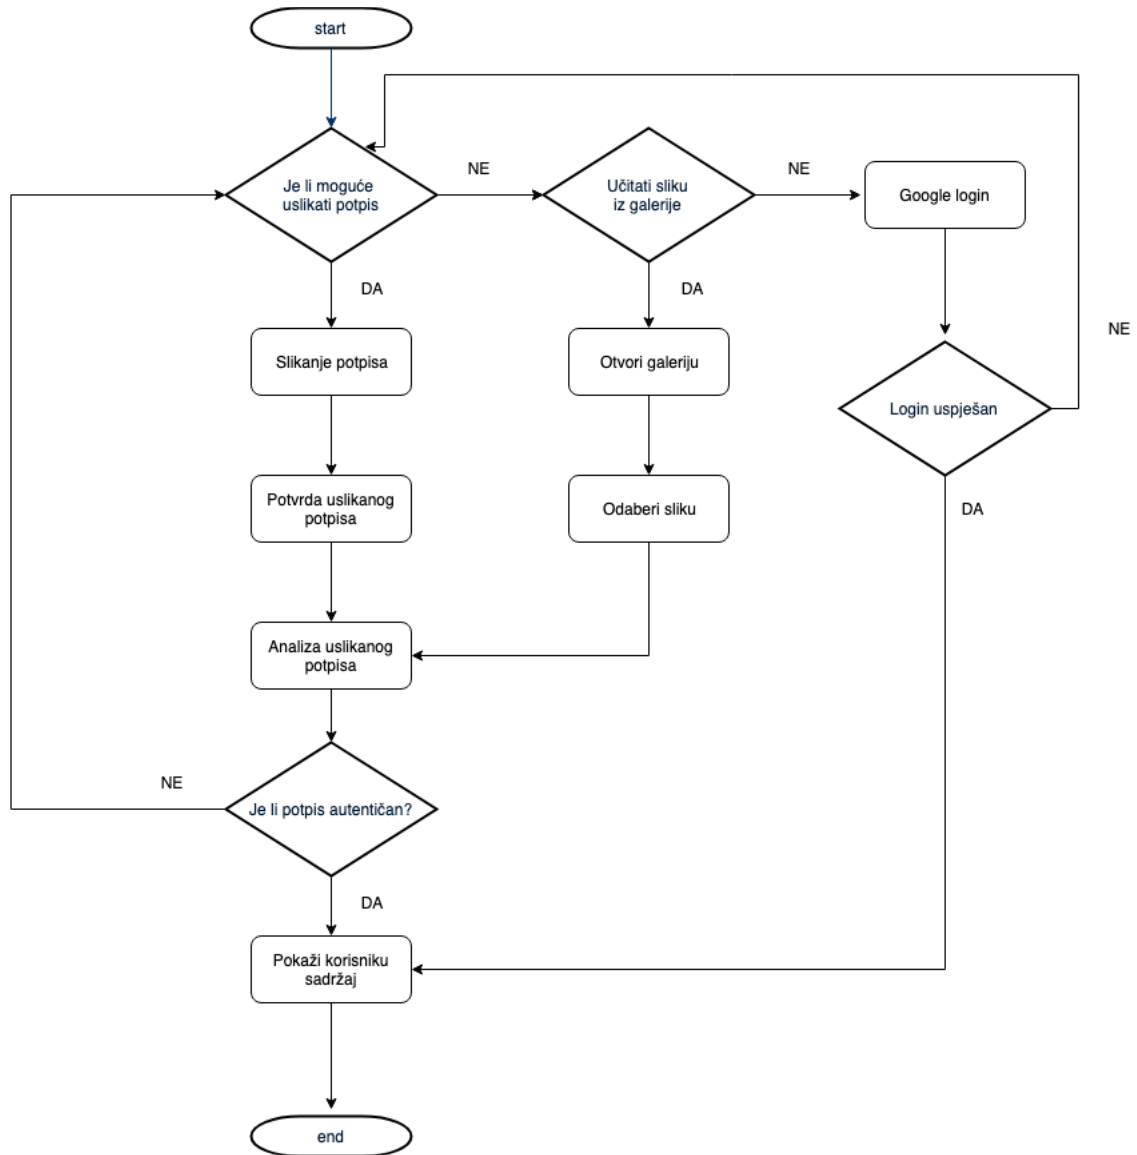 start
Je li moguće
uslikati potpis
NE
Učitati sliku
iz galerije
NE
Google login
DA
DA
NE
Slikanje potpisa
Otvori galeriju
Login uspješan
Potvrda uslikanog
potpisa
Odaberi sliku
DA
Analiza uslikanog
potpisa
NE
Je li potpis autentičan?
DA
Pokaži korisniku
sadržaj
end